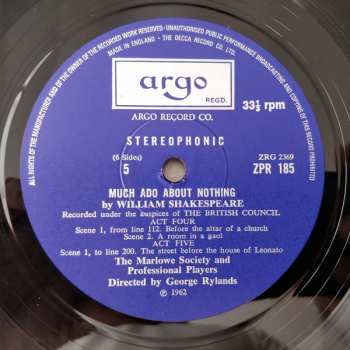 ALL RIGHTS OF THE MANUFACTURER AND OF THE OWNER OF THE RECORDED WORK RESERVED · UNAUTHORISED PUBLIC PERFORMANCE BROADCASTING AND COPYING OF THIS RECORD PROHIBITED
MADE IN ENGLAND · THE DECCA RECORD CO. LTD.
argo
REGD.
33⅓ rpm
ARGO RECORD CO.
STEREOPHONIC
(6 Sides)
5
ZRG 2369
ZPR 185
MUCH ADO ABOUT NOTHING
by WILLIAM SHAKESPEARE
Recorded under the auspices of THE BRITISH COUNCIL
ACT FOUR
Scene 1, from line 112. Before the altar of a church
Scene 2. A room in a gaol
ACT FIVE
Scene 1, to line 200. The street before the house of Leonato
The Marlowe Society and
Professional Players
Directed by George Rylands
Ⓟ 1962